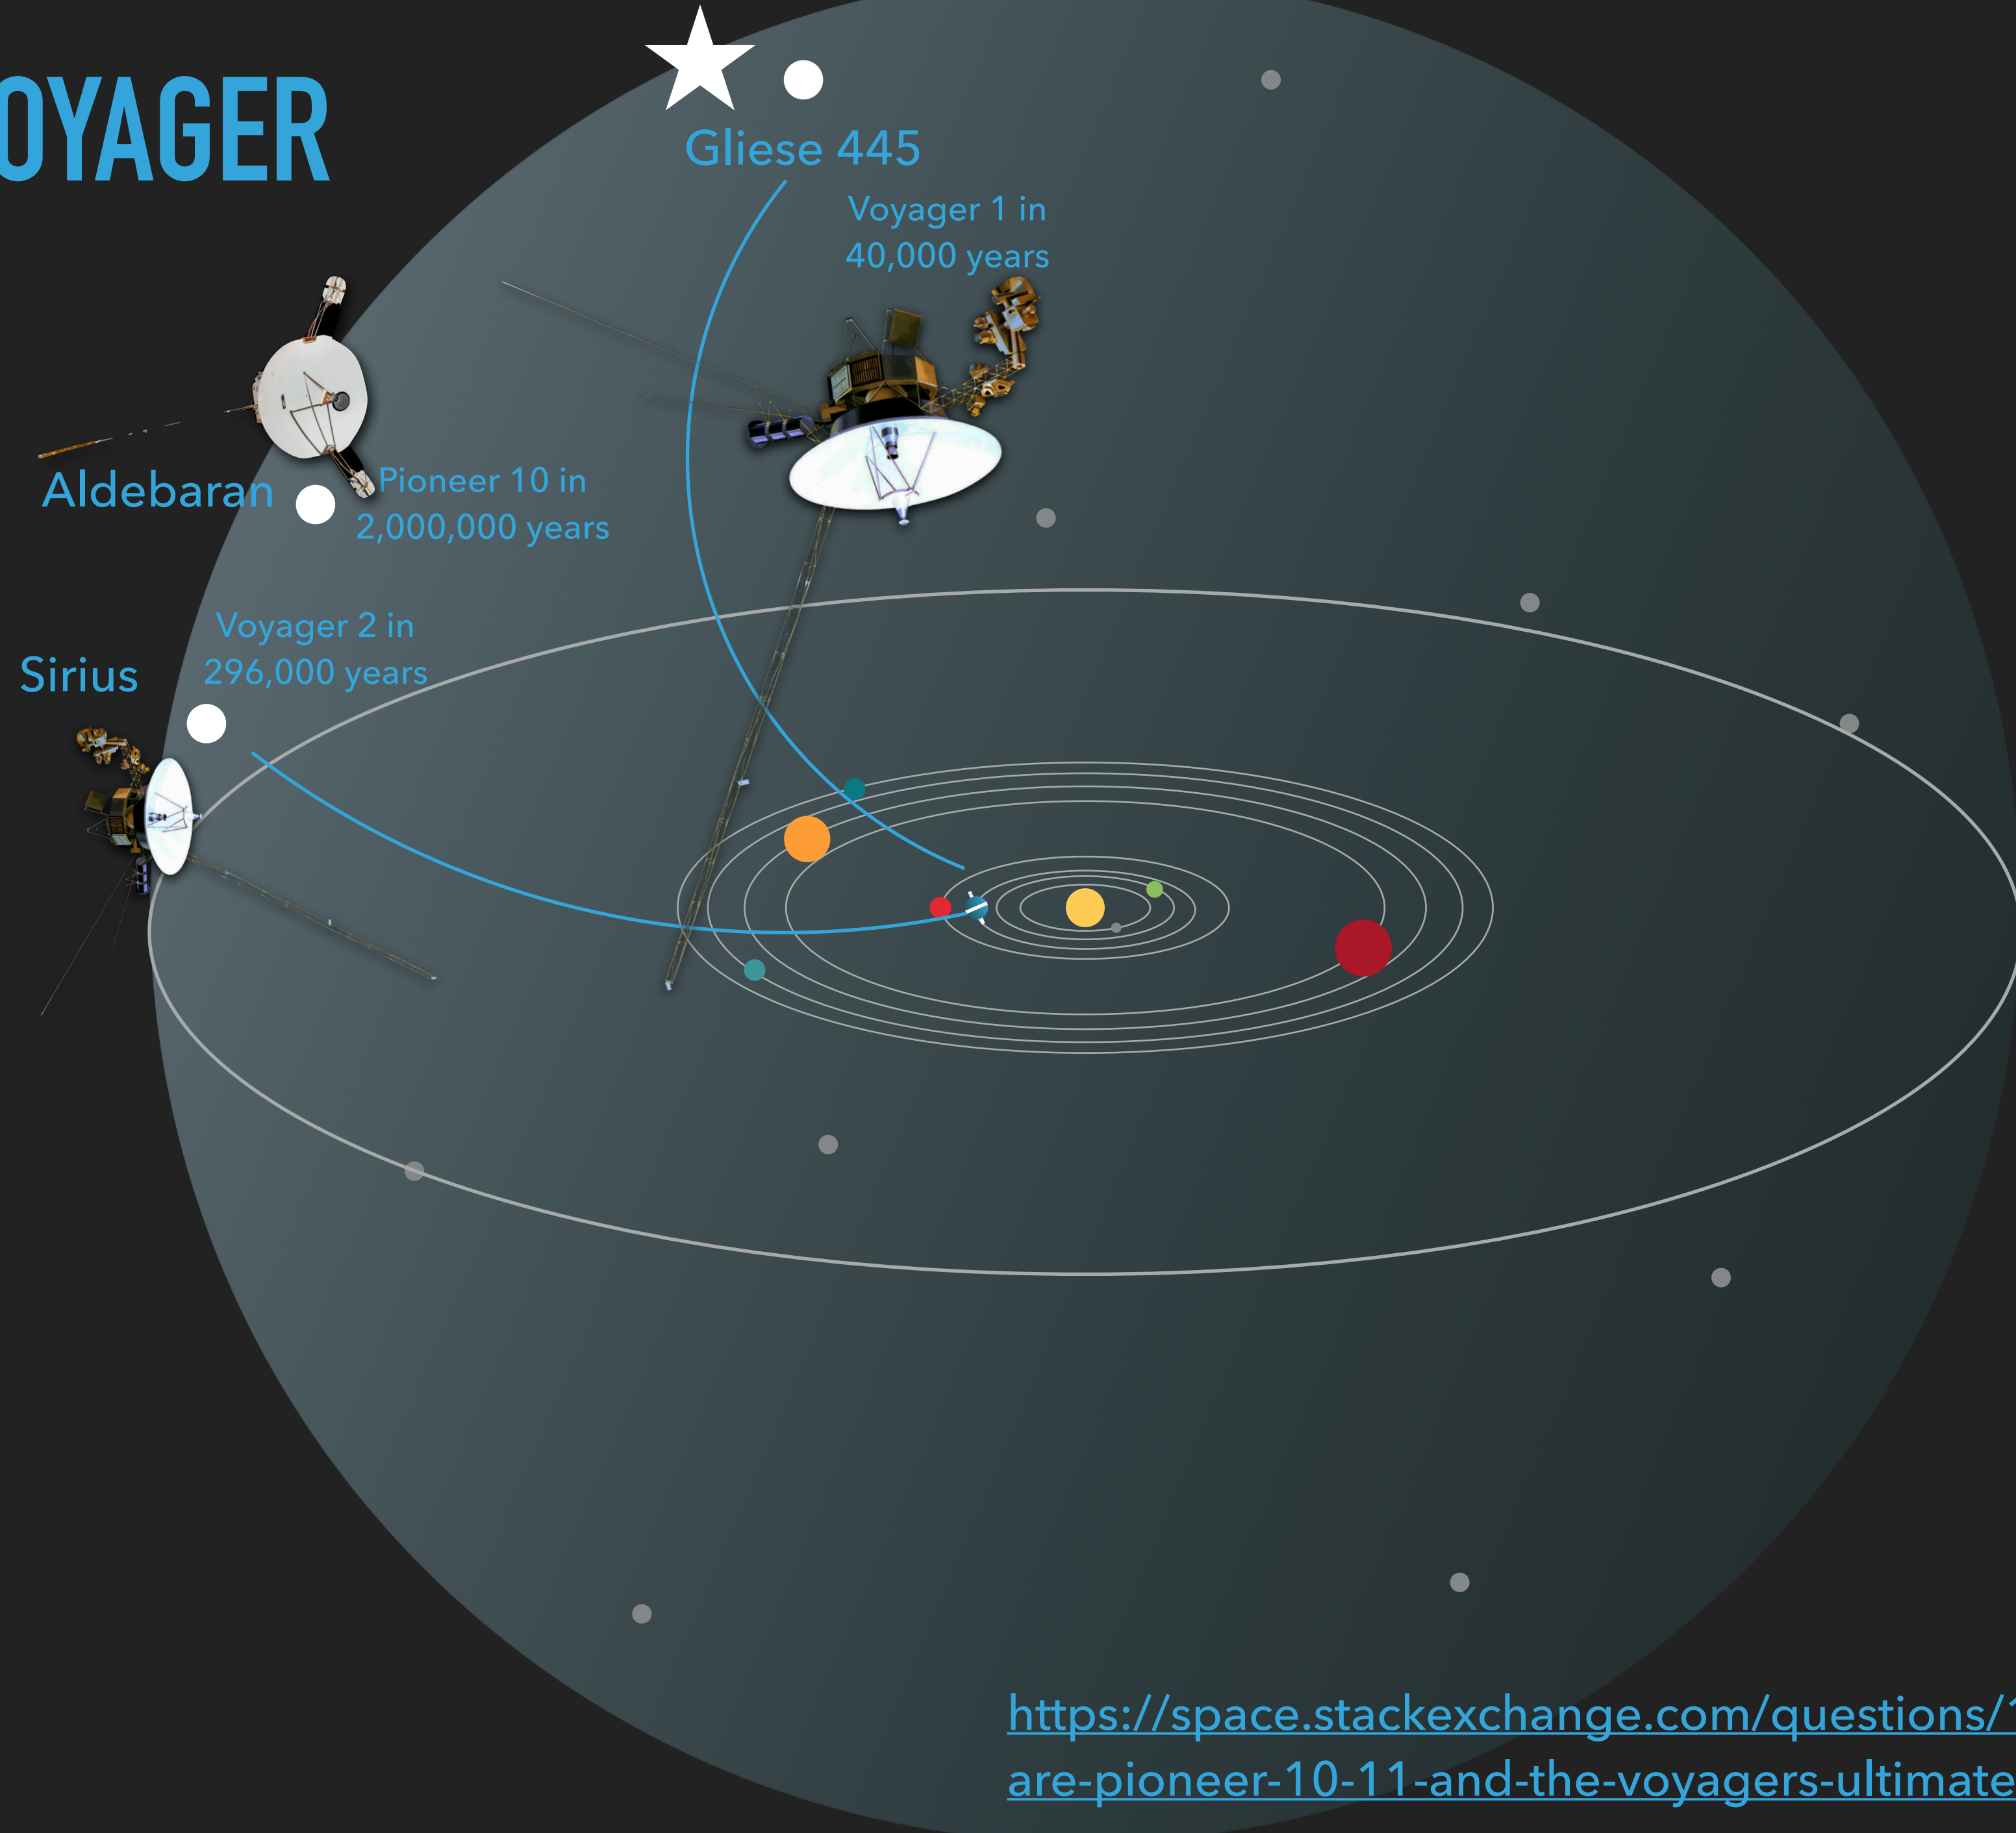 OYAGER
Gliese 445
Voyager 1 in
40,000 years
Aldebaran
Pioneer 10 in
2,000,000 years
Voyager 2 in
296,000 years
Sirius
https://space.stackexchange.com/questions/1
are-pioneer-10-11-and-the-voyagers-ultimate